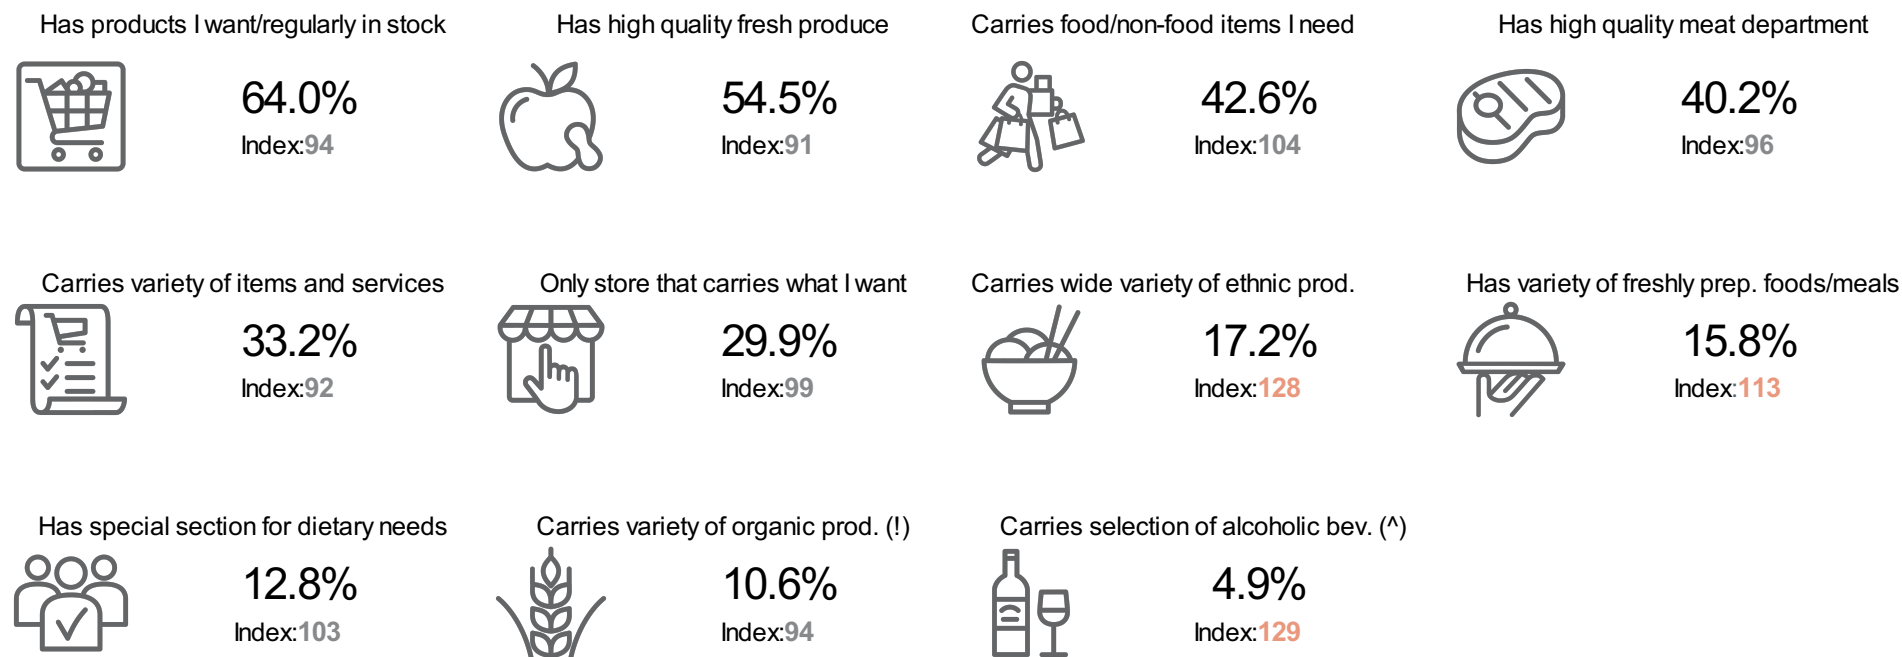 Has products I want/regularly in stock
64.0%
Index:94
Has high quality fresh produce
54.5%
Index:91
Carries food/non-food items I need
42.6%
Index:104
Has high quality meat department
40.2%
Index:96
Carries variety of items and services
33.2%
Index:92
Only store that carries what I want
29.9%
Index:99
Carries wide variety of ethnic prod.
17.2%
Index:128
Has variety of freshly prep. foods/meals
15.8%
Index:113
Has special section for dietary needs
12.8%
Index:103
Carries variety of organic prod. (!)
10.6%
Index:94
Carries selection of alcoholic bev. (^)
4.9%
Index:129